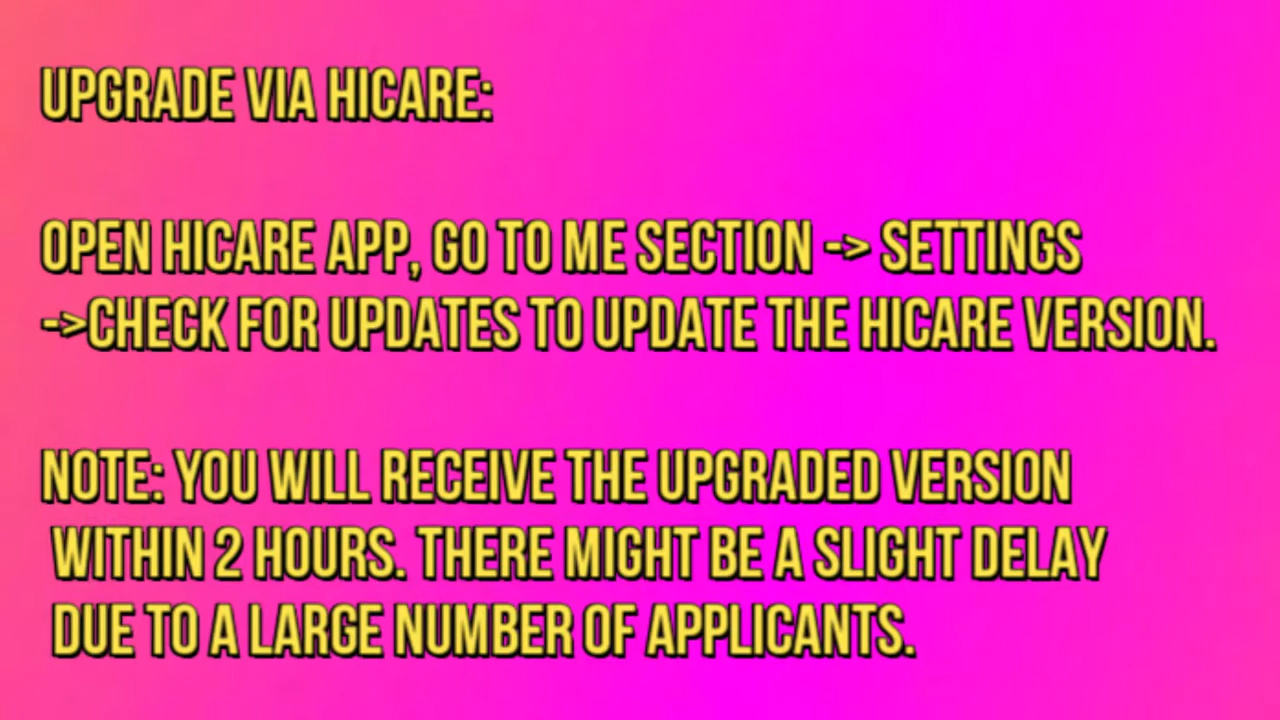 UPGRADE VIA HICARE:
OPEN HICARE APP, GO TO ME SECTION -> SETTINGS
->CHECK FOR UPDATES TO UPDATE THE HICARE VERSION.
NOTE: YOU WILL RECEIVE THE UPGRADED VERSION
WITHIN 2 HOURS. THERE MIGHT BE A SLIGHT DELAY
DUE TO A LARGE NUMBER OF APPLICANTS.